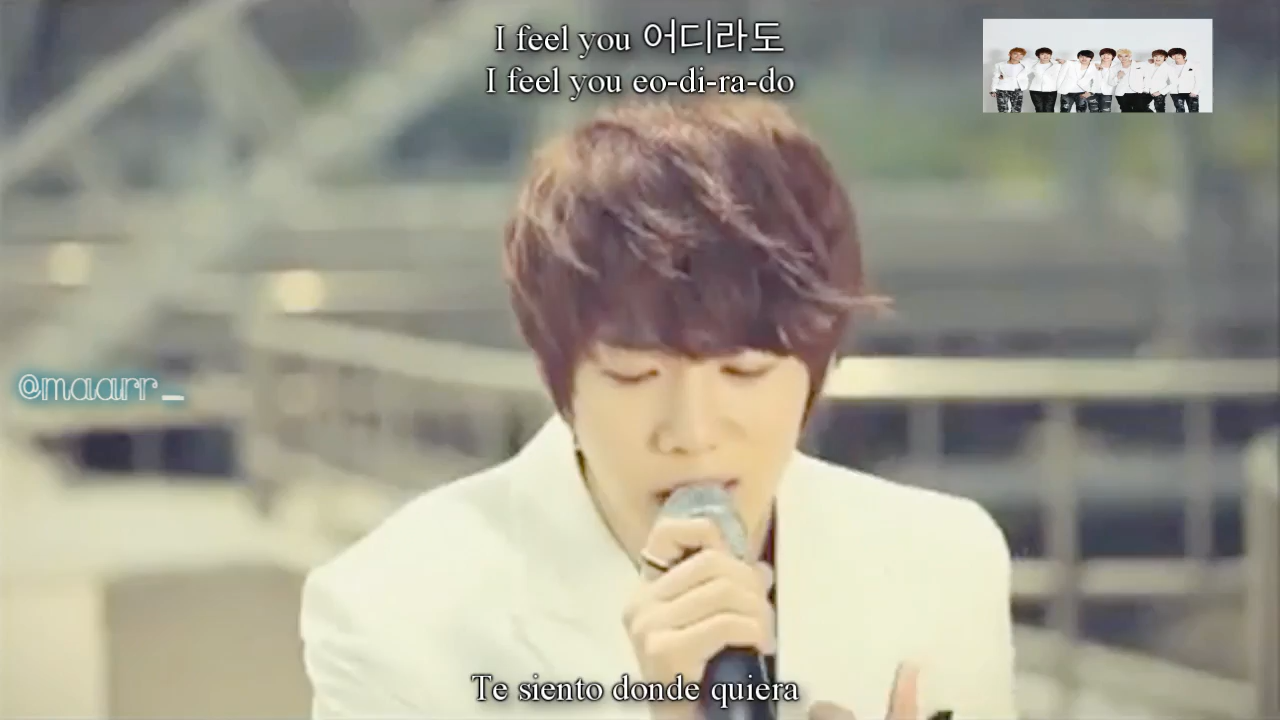 I feel you 어디라도
I feel you eo-di-ra-do
@maarr_
Te siento donde quiera